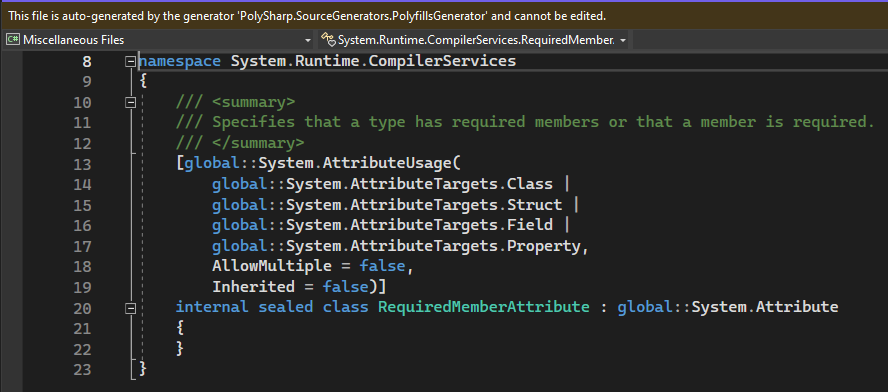 This file is auto-generated by the generator 'PolySharp.SourceGenerators.PolyfillsGenerator' and cannot be edited.
C# Miscellaneous Files System.Runtime.CompilerServices.RequiredMember.
8 namespace System.Runtime.CompilerServices
9 {
10 /// <summary>
11 /// Specifies that a type has required members or that a member is required.
12 /// </summary>
13 [global::System.AttributeUsage(
14 global::System.AttributeTargets.Class |
15 global::System.AttributeTargets.Struct |
16 global::System.AttributeTargets.Field |
17 global::System.AttributeTargets.Property,
18 AllowMultiple = false,
19 Inherited = false)]
20 internal sealed class RequiredMemberAttribute : global::System.Attribute
21 {
22 }
23 }